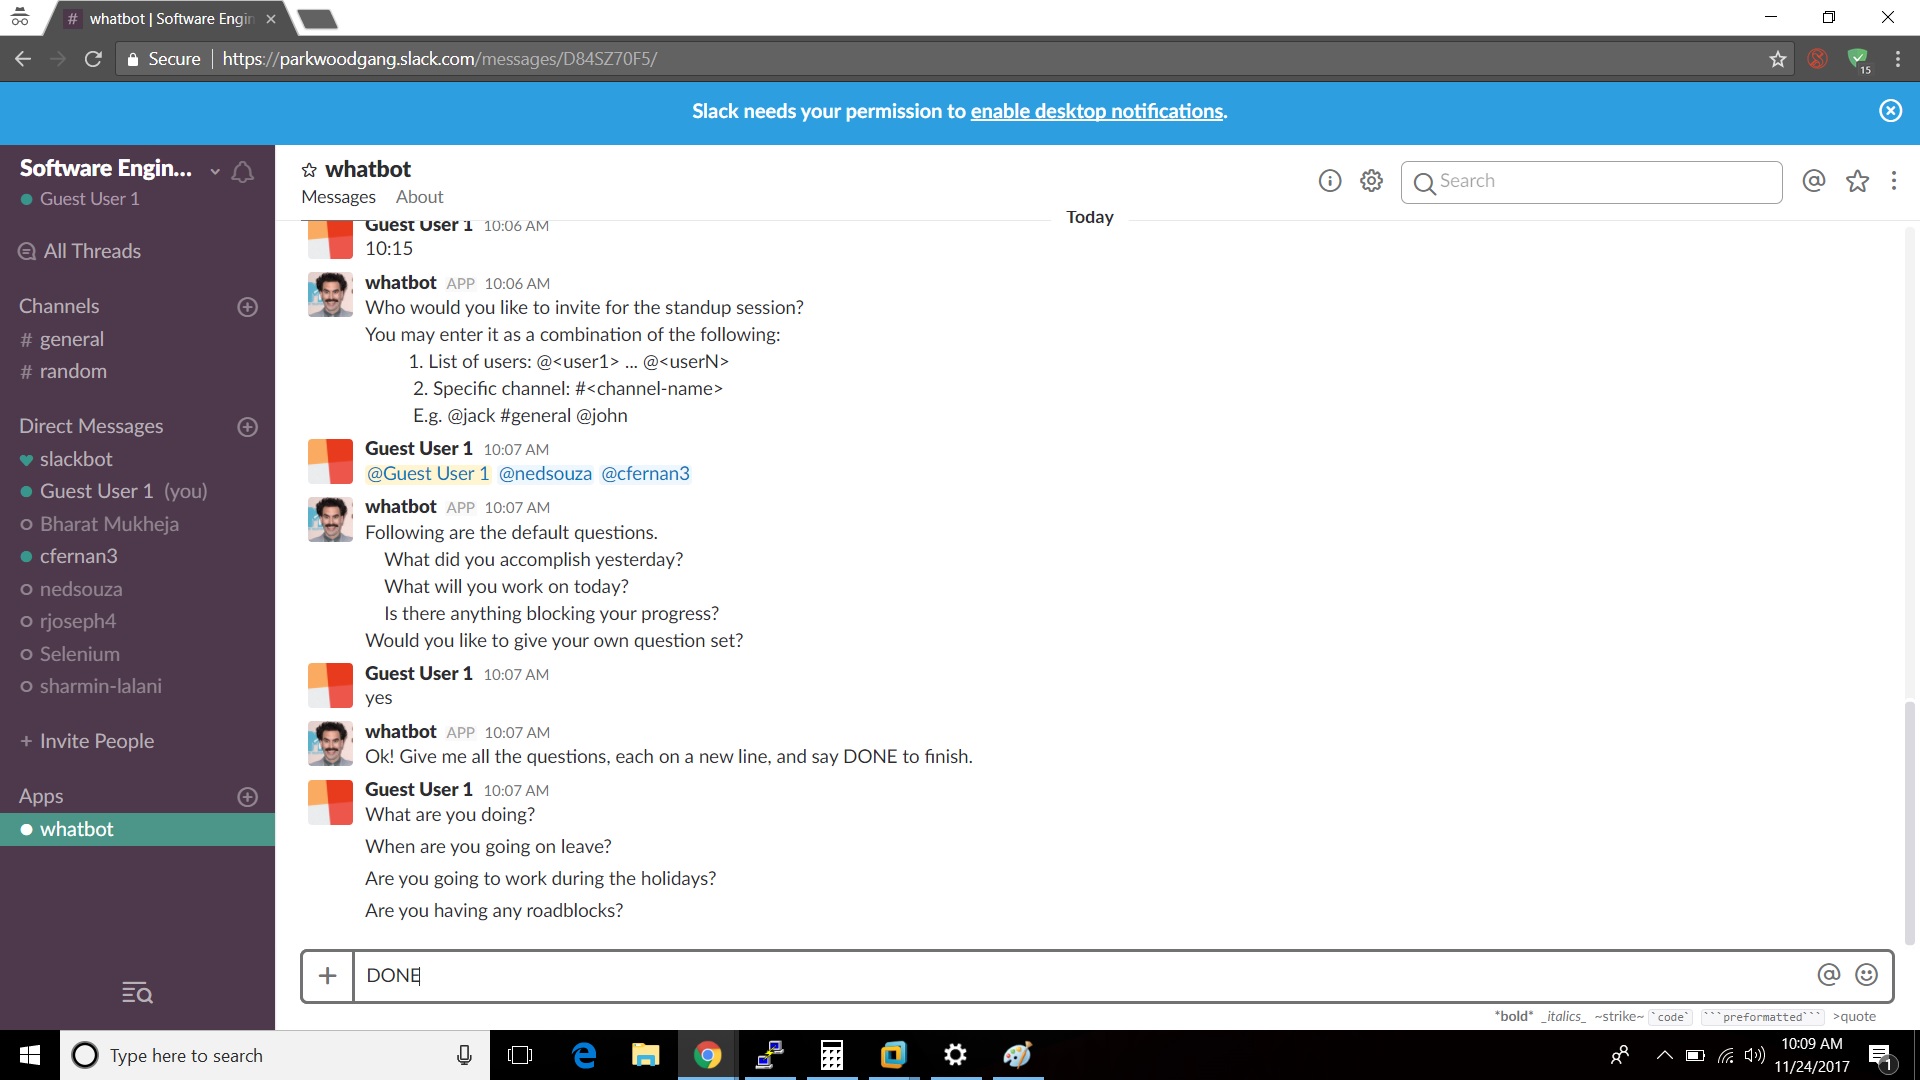 whatbot | Software Engin
Secure
https://parkwoodgang.slack.com/messages/D84SZ70F5/
15
Slack needs your permission to enable desktop notifications.
Software Engin...
Guest User 1
All Threads
Channels
# general
# random
Direct Messages
slackbot
Guest User 1 (you)
Bharat Mukheja
cfernan3
nedsouza
rjoseph4
Selenium
sharmin-lalani
+ Invite People
Apps
whatbot
whatbot
Messages About
Search
Today
Guest User 1 10:06 AM
10:15
whatbot APP 10:06 AM
Who would you like to invite for the standup session?
You may enter it as a combination of the following:
1. List of users: @<user1> ... @<userN>
2. Specific channel: #<channel-name>
E.g. @jack #general @john
Guest User 1 10:07 AM
@Guest User 1 @nedsouza @cfernan3
whatbot APP 10:07 AM
Following are the default questions.
What did you accomplish yesterday?
What will you work on today?
Is there anything blocking your progress?
Would you like to give your own question set?
Guest User 1 10:07 AM
yes
whatbot APP 10:07 AM
Ok! Give me all the questions, each on a new line, and say DONE to finish.
Guest User 1 10:07 AM
What are you doing?
When are you going on leave?
Are you going to work during the holidays?
Are you having any roadblocks?
DONE
*bold* _italics_ ~strike~ `code` ```preformatted``` >quote
Type here to search
10:09 AM
11/24/2017
1